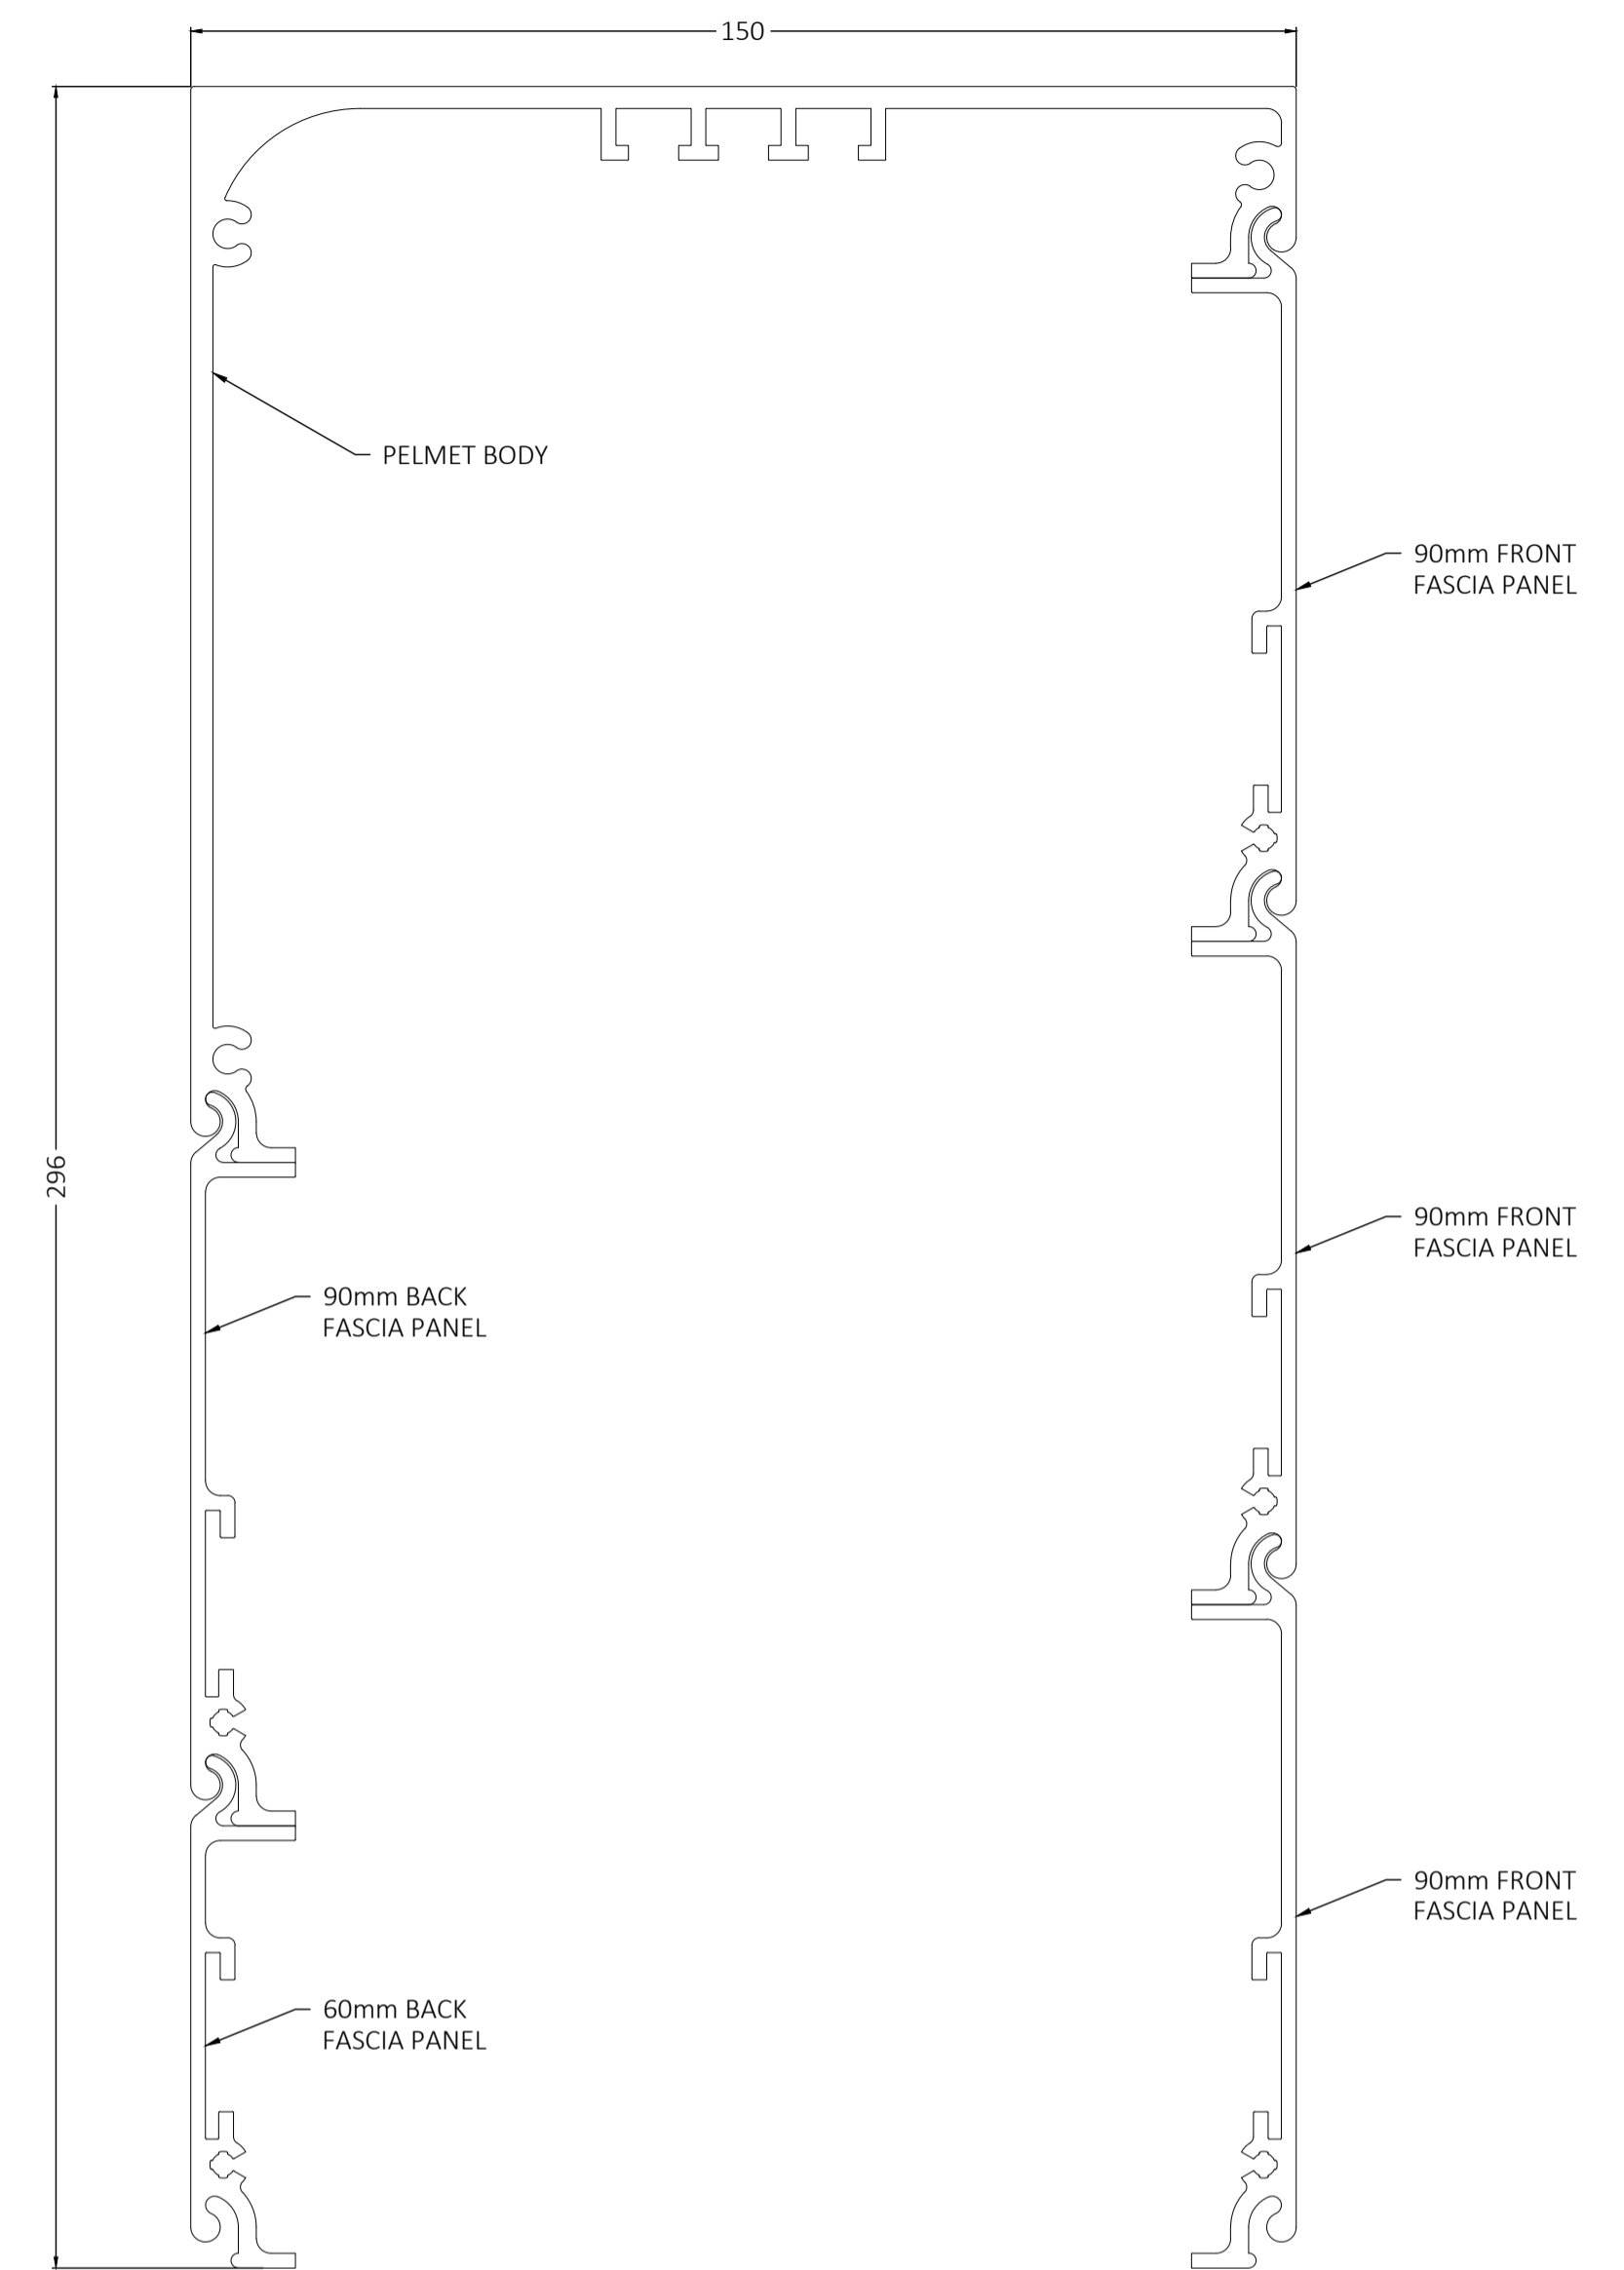 150
PELMET BODY
90mm FRONT
FASCIA PANEL
296
90mm FRONT
FASCIA PANEL
90mm BACK
FASCIA PANEL
90mm FRONT
FASCIA PANEL
60mm BACK
FASCIA PANEL